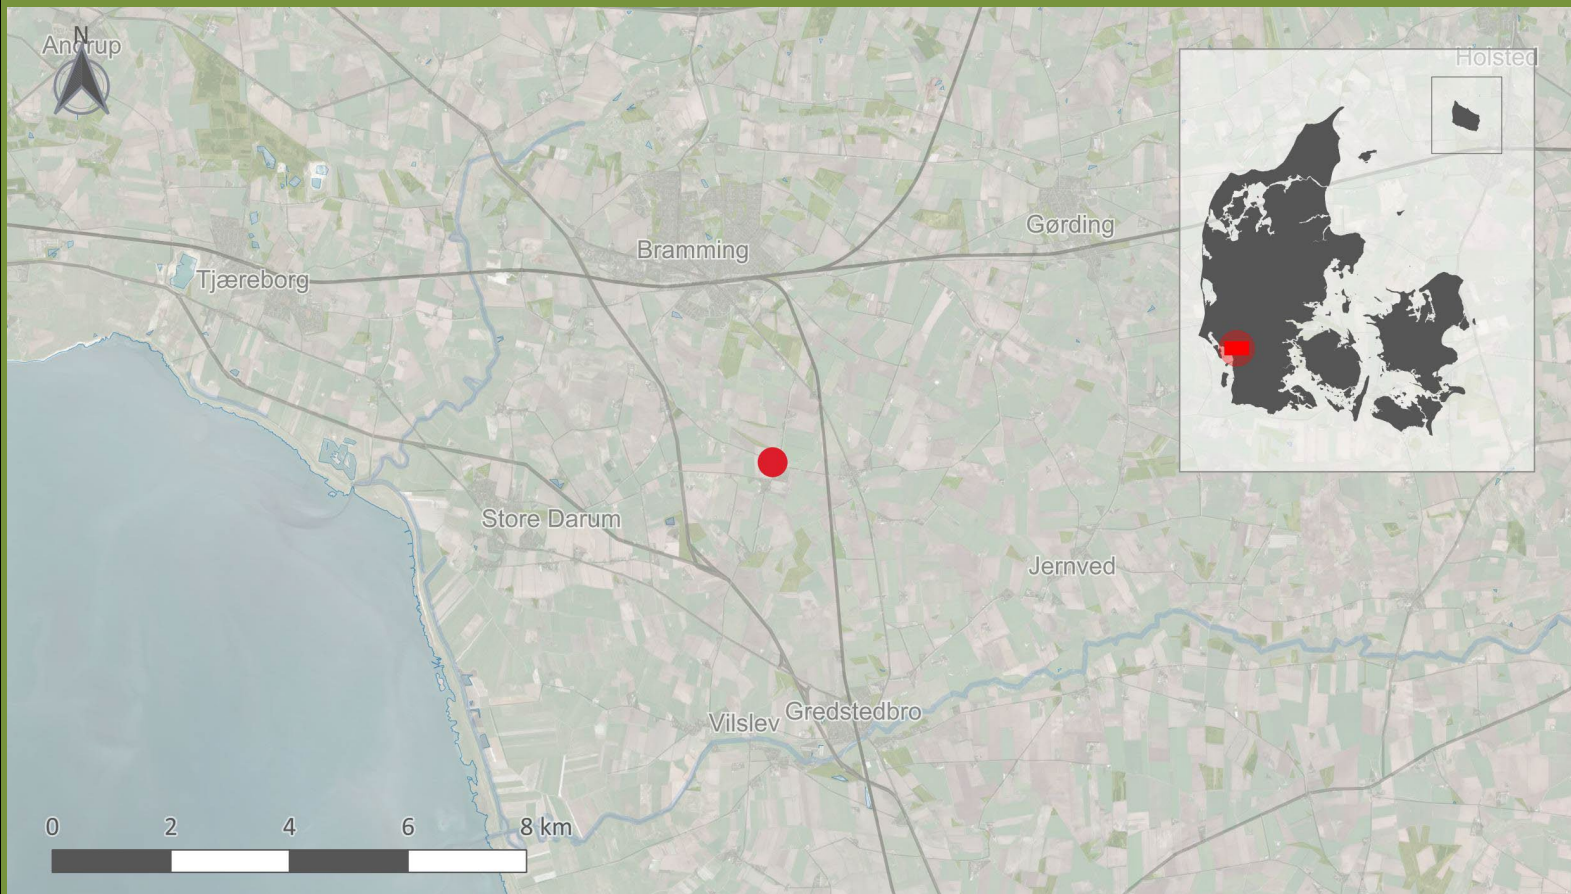 N
Andrup
Holsted
Gørding
Bramming
Tjæreborg
Store Darum
Jernved
Vilslev
Gredstedbro
0 2 4 6 8 km